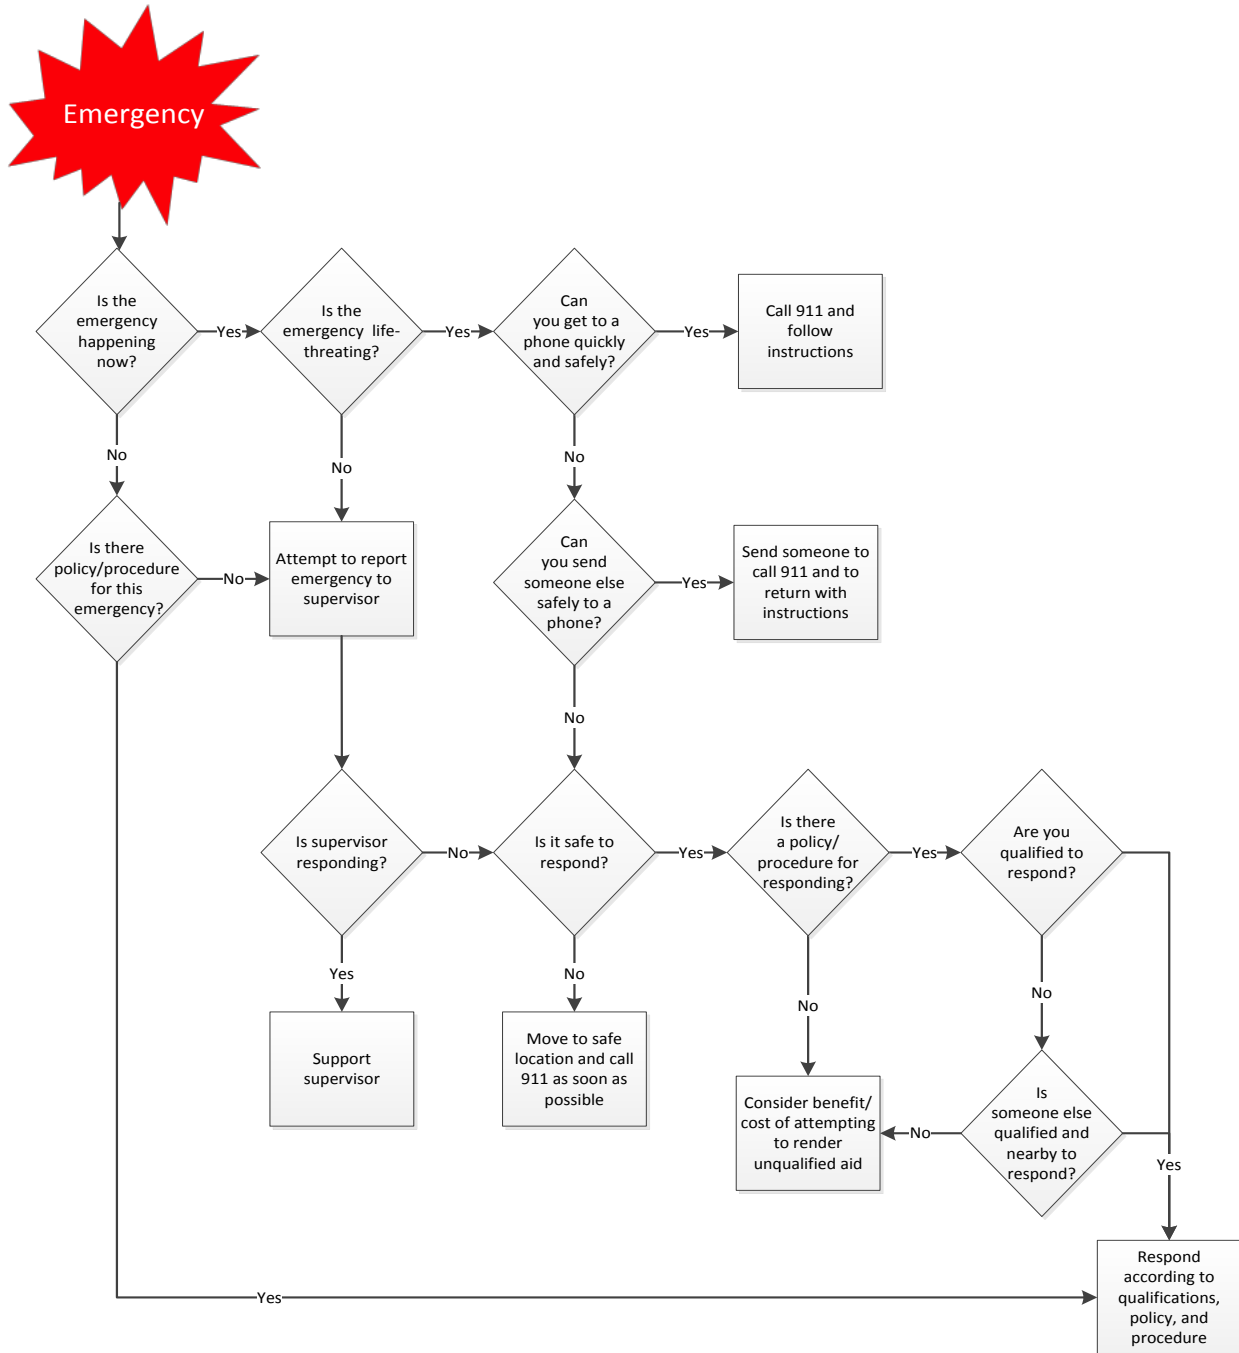 Emergency
Is the
emergency
happening
now?
Yes
Is the
emergency life-
threating?
Yes
Can
you get to a
phone quickly
and safely?
Yes
Call 911 and
follow
instructions
No
No
No
Is there
policy/procedure
for this
emergency?
No
Attempt to report
emergency to
supervisor
Can
you send
someone else
safely to a
phone?
Yes
Send someone to
call 911 and to
return with
instructions
No
Is supervisor
responding?
No
Is it safe to
respond?
Yes
Is there
a policy/
procedure for
responding?
Yes
Are you
qualified to
respond?
Yes
No
No
No
Support
supervisor
Move to safe
location and call
911 as soon as
possible
Consider benefit/
cost of attempting
to render
unqualified aid
No
Is
someone else
qualified and
nearby to
respond?
Yes
Yes
Respond
according to
qualifications,
policy, and
procedure